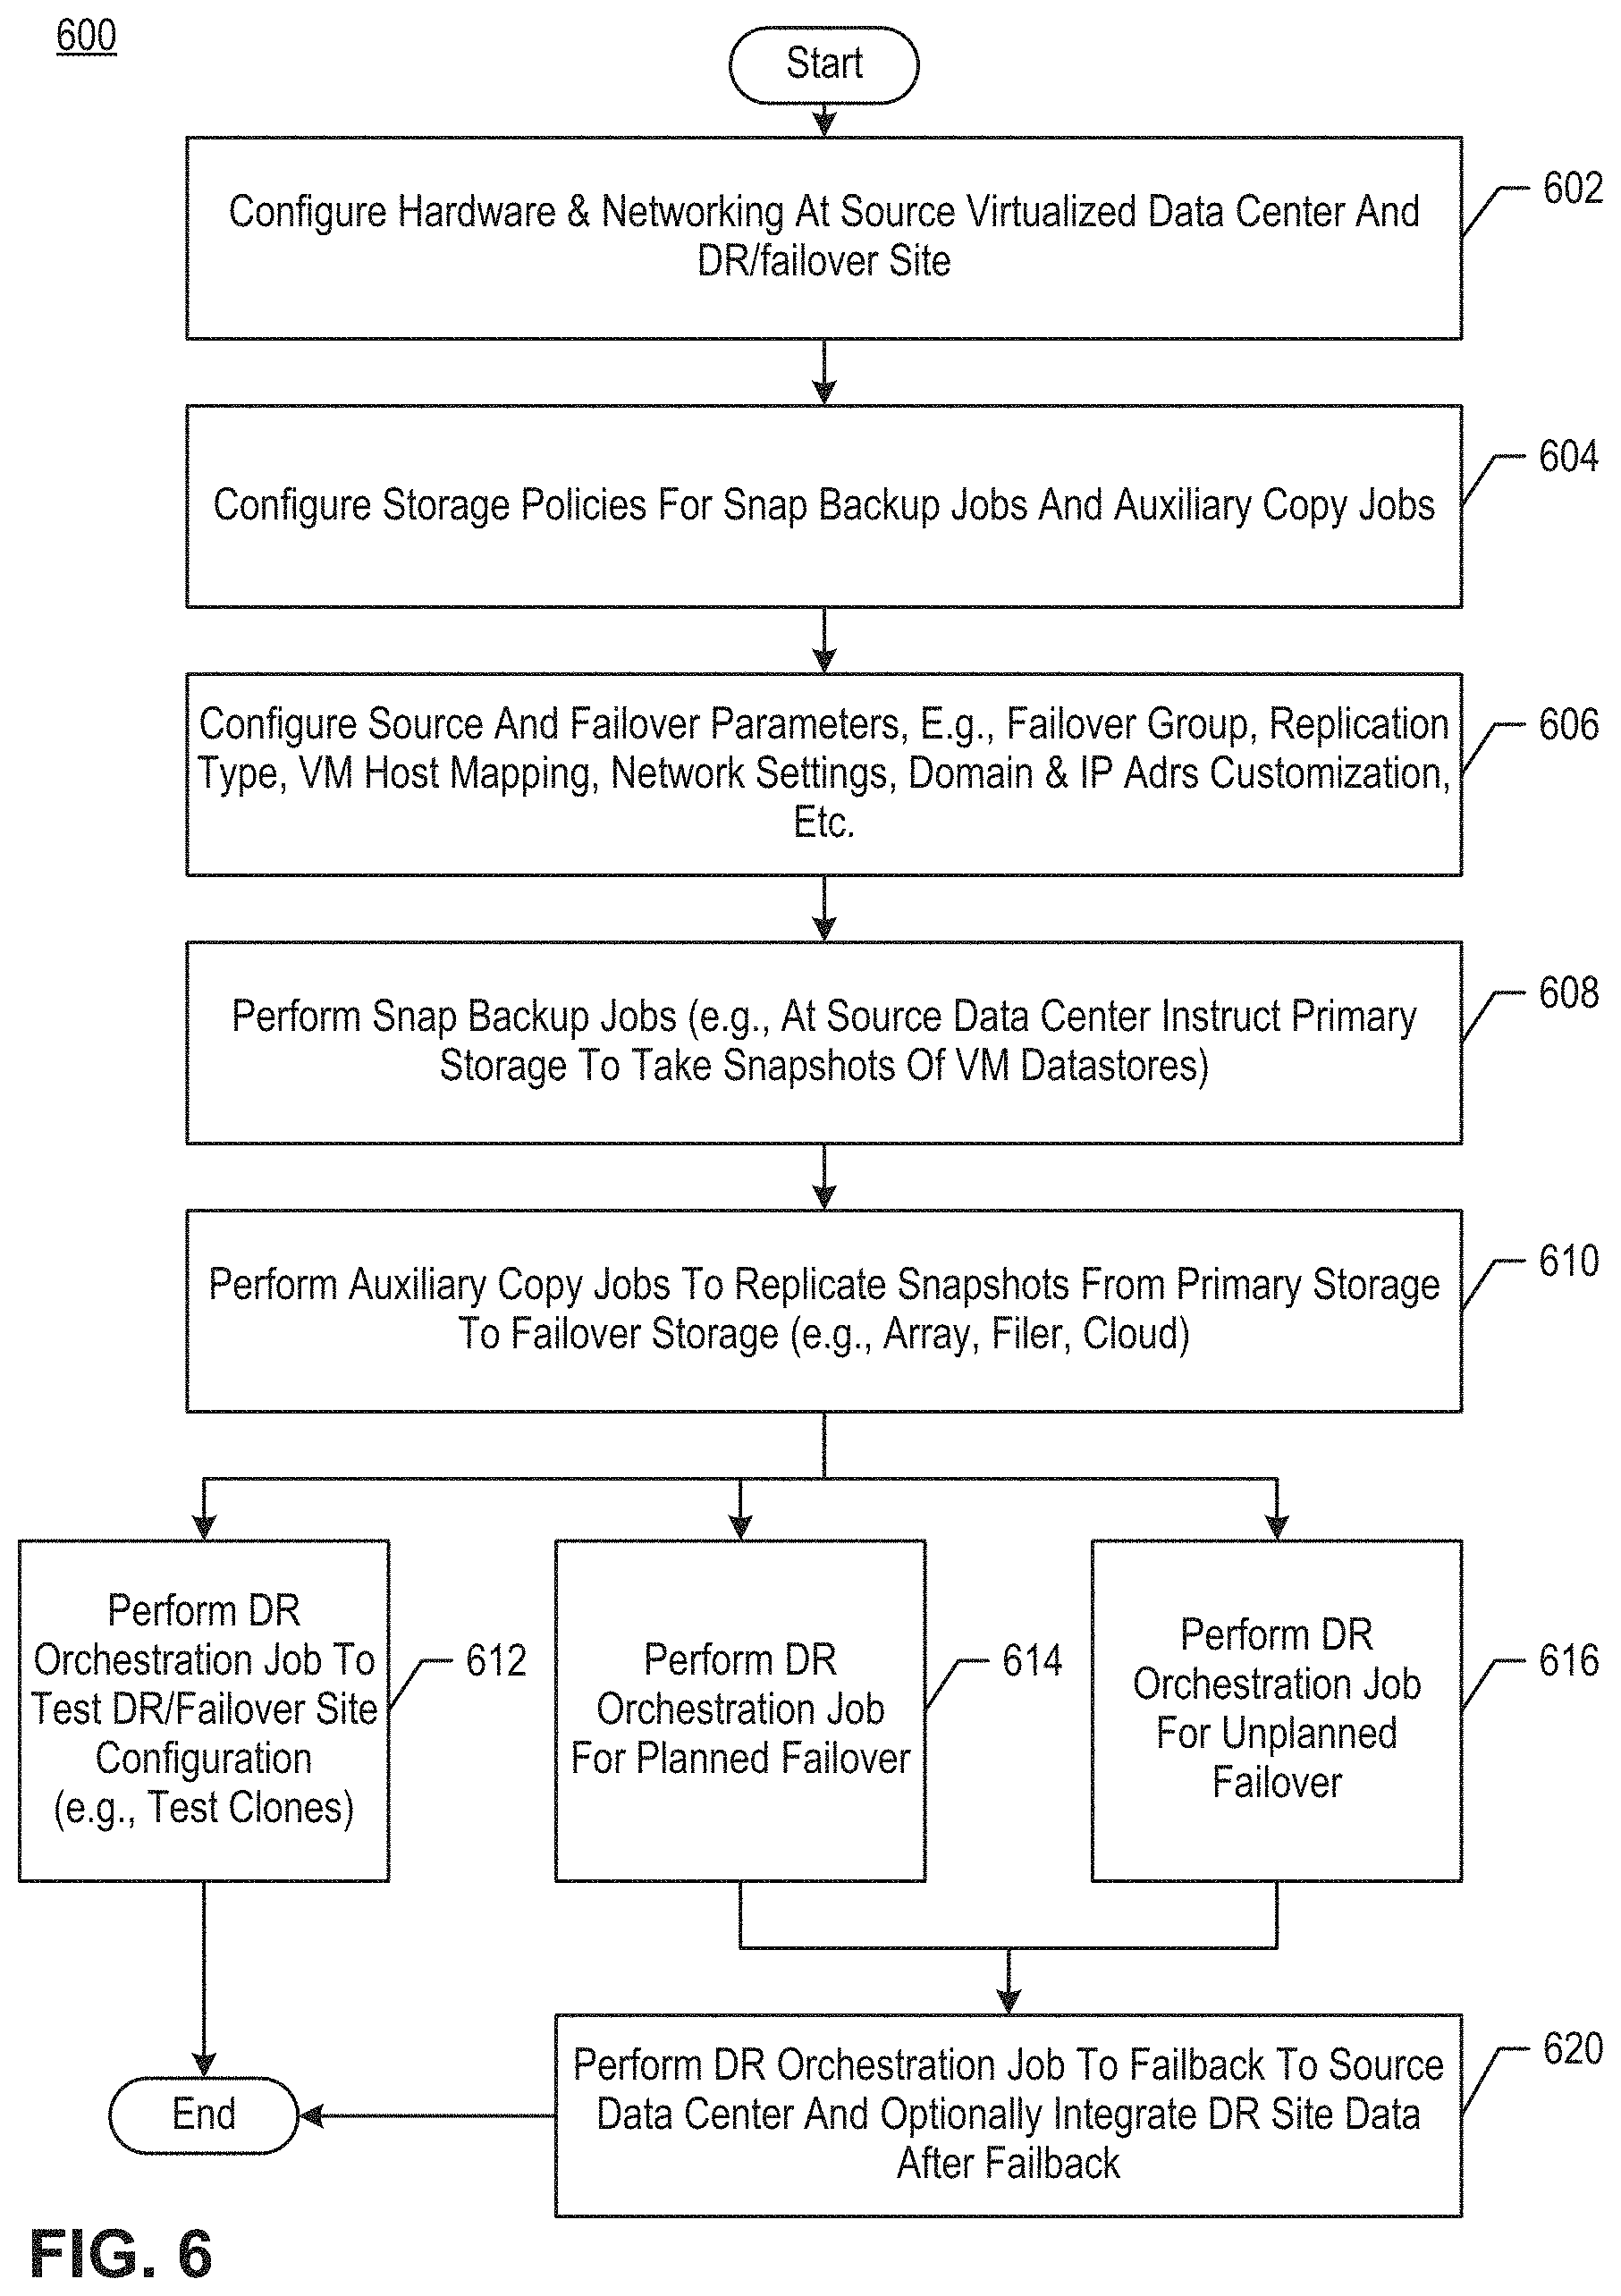 600
Start
Configure Hardware & Networking At Source Virtualized Data Center And
DR/failover Site
602
Configure Storage Policies For Snap Backup Jobs And Auxiliary Copy Jobs
604
Configure Source And Failover Parameters, E.g., Failover Group, Replication
Type, VM Host Mapping, Network Settings, Domain & IP Adrs Customization,
Etc.
606
Perform Snap Backup Jobs (e.g., At Source Data Center Instruct Primary
Storage To Take Snapshots Of VM Datastores)
608
Perform Auxiliary Copy Jobs To Replicate Snapshots From Primary Storage
To Failover Storage (e.g., Array, Filer, Cloud)
610
Perform DR
Orchestration Job To
Test DR/Failover Site
Configuration
(e.g., Test Clones)
612
Perform DR
Orchestration Job
For Planned Failover
614
Perform DR
Orchestration Job
For Unplanned
Failover
616
Perform DR Orchestration Job To Failback To Source
Data Center And Optionally Integrate DR Site Data
After Failback
620
End
FIG. 6